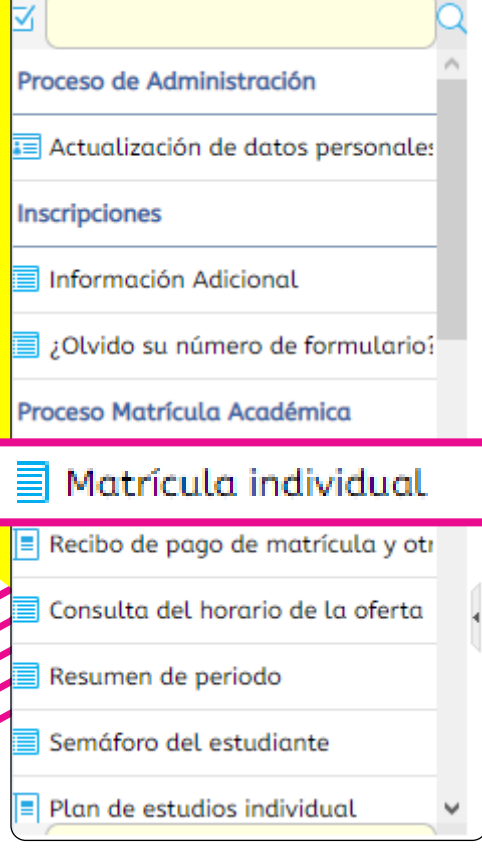 Proceso de Administración
Actualización de datos personales
Inscripciones
Información Adicional
¿Olvido su número de formulario?
Proceso Matrícula Académica
Matrícula individual
Recibo de pago de matrícula y otr
Consulta del horario de la oferta
Resumen de periodo
Semáforo del estudiante
Plan de estudios individual